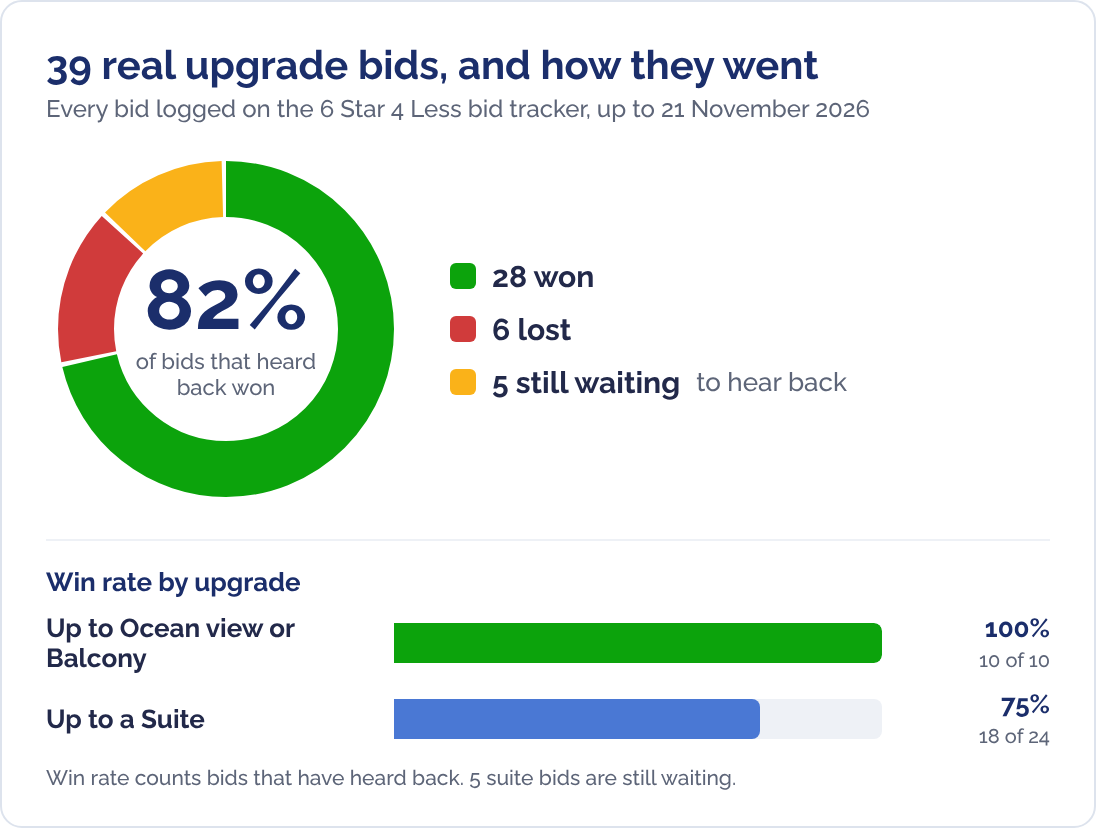 39 real upgrade bids, and how they went
Every bid logged on the 6 Star 4 Less bid tracker, up to 21 November 2026
82%
of bids that heard
back won
28 won
6 lost
5 still waiting to hear back
Win rate by upgrade
Up to Ocean view or
Balcony
100%
10 of 10
Up to a Suite
75%
18 of 24
Win rate counts bids that have heard back. 5 suite bids are still waiting.